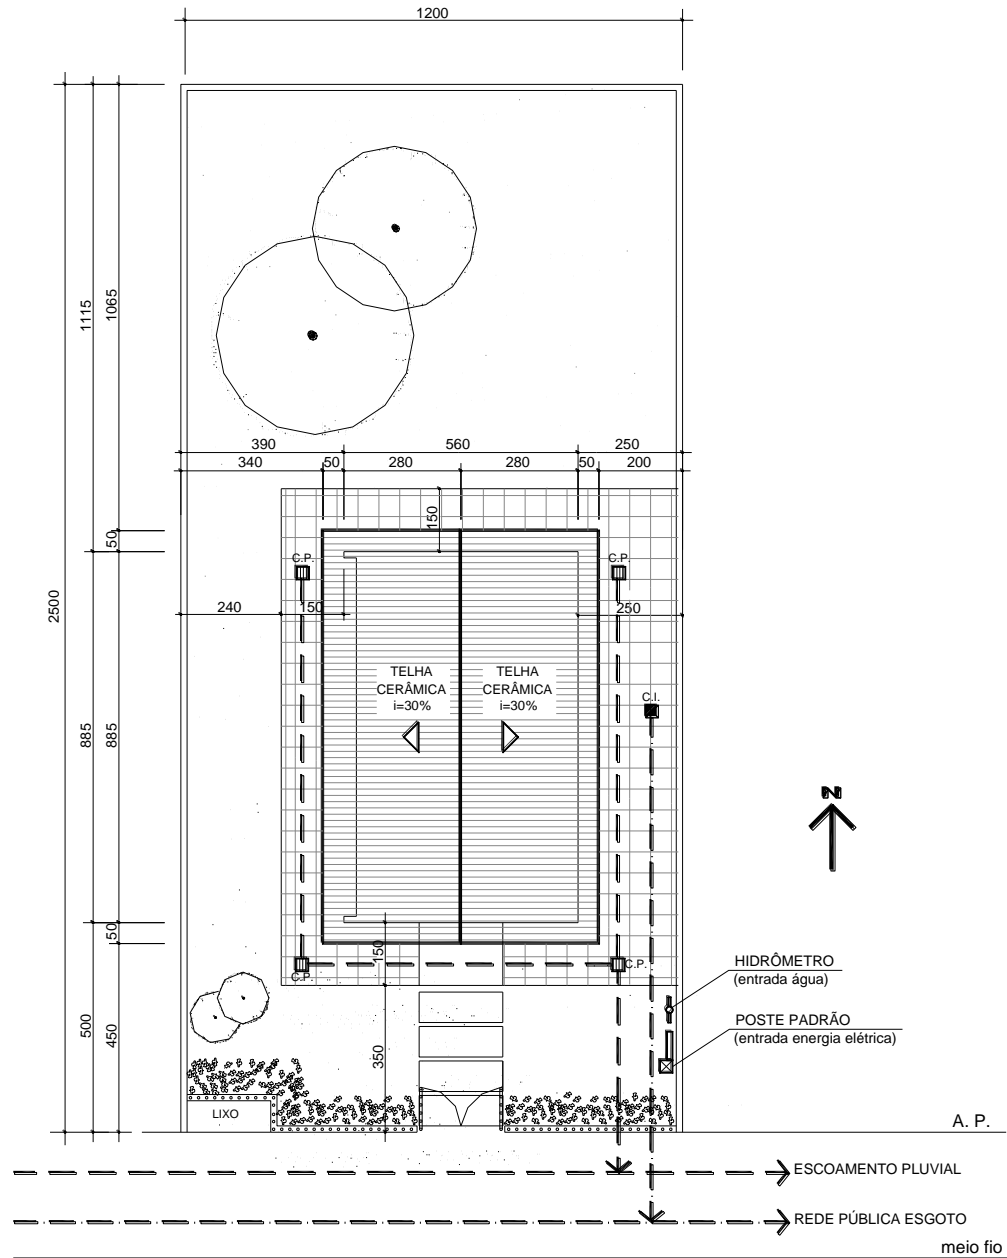 1200
390
560
250
340
50
280
280
50
200
1115
1065
150
50
C.P.
C.P.
2500
240
150
250
TELHA
CERÂMICA
i=30%
TELHA
CERÂMICA
i=30%
C.I.
885
885
N
50
150
C.P.
C.P.
HIDRÔMETRO
(entrada água)
POSTE PADRÃO
(entrada energia elétrica)
500
450
350
LIXO
A. P.
ESCOAMENTO PLUVIAL
REDE PÚBLICA ESGOTO
meio fio